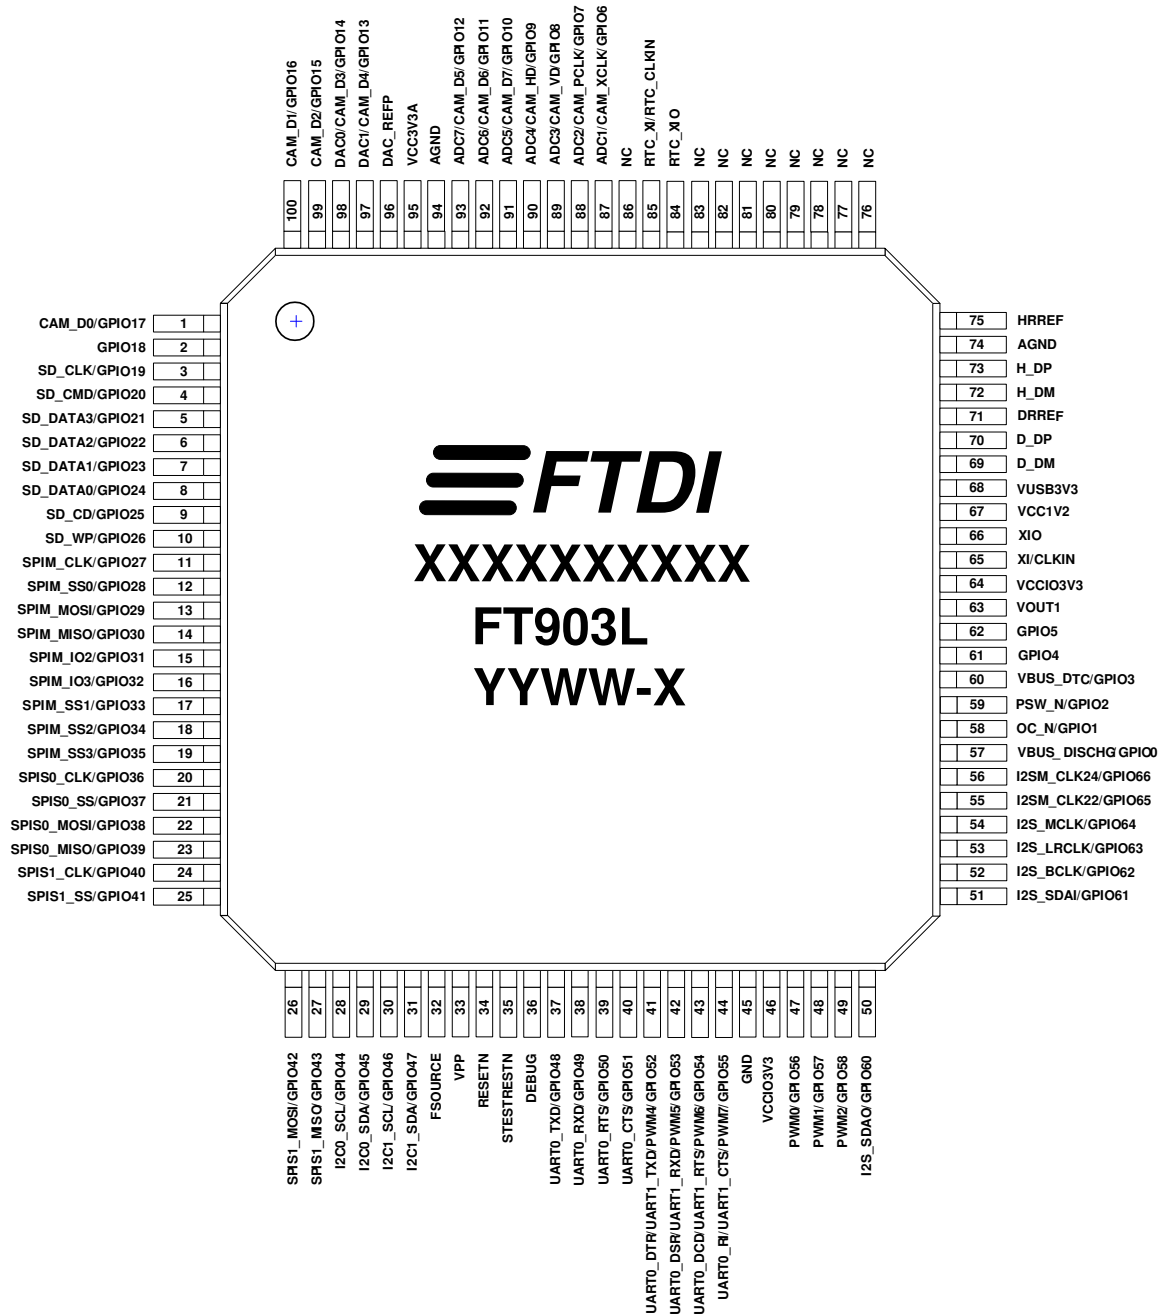 CAM_D1/GPIO16
CAM_D2/GPIO15
DAC0/CAM_D3/GPIO14
DAC1/CAM_D4/GPIO13
DAC_REFP
VCC3V3A
AGND
ADC7/CAM_D5/GPIO12
ADC6/CAM_D6/GPIO11
ADC5/CAM_D7/GPIO10
ADC4/CAM_HD/GPIO9
ADC3/CAM_VD/GPIO8
ADC2/CAM_PCLK/GPIO7
ADC1/CAM_XCLK/GPIO6
NC
RTC_XI/RTC_CLKIN
RTC_XIO
NC
NC
NC
NC
NC
NC
NC
NC
100
99
98
97
96
95
94
93
92
91
90
89
88
87
86
85
84
83
82
81
80
79
78
77
76
CAM_D0/GPIO17 1
GPIO18 2
SD_CLK/GPIO19 3
SD_CMD/GPIO20 4
SD_DATA3/GPIO21 5
SD_DATA2/GPIO22 6
SD_DATA1/GPIO23 7
SD_DATA0/GPIO24 8
SD_CD/GPIO25 9
SD_WP/GPIO26 10
SPIM_CLK/GPIO27 11
SPIM_SS0/GPIO28 12
SPIM_MOSI/GPIO29 13
SPIM_MISO/GPIO30 14
SPIM_IO2/GPIO31 15
SPIM_IO3/GPIO32 16
SPIM_SS1/GPIO33 17
SPIM_SS2/GPIO34 18
SPIM_SS3/GPIO35 19
SPIS0_CLK/GPIO36 20
SPIS0_SS/GPIO37 21
SPIS0_MOSI/GPIO38 22
SPIS0_MISO/GPIO39 23
SPIS1_CLK/GPIO40 24
SPIS1_SS/GPIO41 25
FTDI
XXXXXXXXXX
FT903L
YYWW-X
75 HRREF
74 AGND
73 H_DP
72 H_DM
71 DRREF
70 D_DP
69 D_DM
68 VUSB3V3
67 VCC1V2
66 XIO
65 XI/CLKIN
64 VCCIO3V3
63 VOUT1
62 GPIO5
61 GPIO4
60 VBUS_DTC/GPIO3
59 PSW_N/GPIO2
58 OC_N/GPIO1
57 VBUS_DISCHG/GPIO0
56 I2SM_CLK24/GPIO66
55 I2SM_CLK22/GPIO65
54 I2S_MCLK/GPIO64
53 I2S_LRCLK/GPIO63
52 I2S_BCLK/GPIO62
51 I2S_SDAI/GPIO61
26
27
28
29
30
31
32
33
34
35
36
37
38
39
40
41
42
43
44
45
46
47
48
49
50
SPIS1_MOSI/GPIO42
SPIS1_MISO/GPIO43
I2C0_SCL/GPIO44
I2C0_SDA/GPIO45
I2C1_SCL/GPIO46
I2C1_SDA/GPIO47
FSOURCE
VPP
RESETN
STESTRESTN
DEBUG
UART0_TXD/GPIO48
UART0_RXD/GPIO49
UART0_RTS/GPIO50
UART0_CTS/GPIO51
UART0_DTR/UART1_TXD/PWM4/GPIO52
UART0_DSR/UART1_RXD/PWM5/GPIO53
UART0_DCD/UART1_RTS/PWM6/GPIO54
UART0_RI/UART1_CTS/PWM7/GPIO55
GND
VCCIO3V3
PWM0/GPIO56
PWM1/GPIO57
PWM2/GPIO58
I2S_SDAO/GPIO60